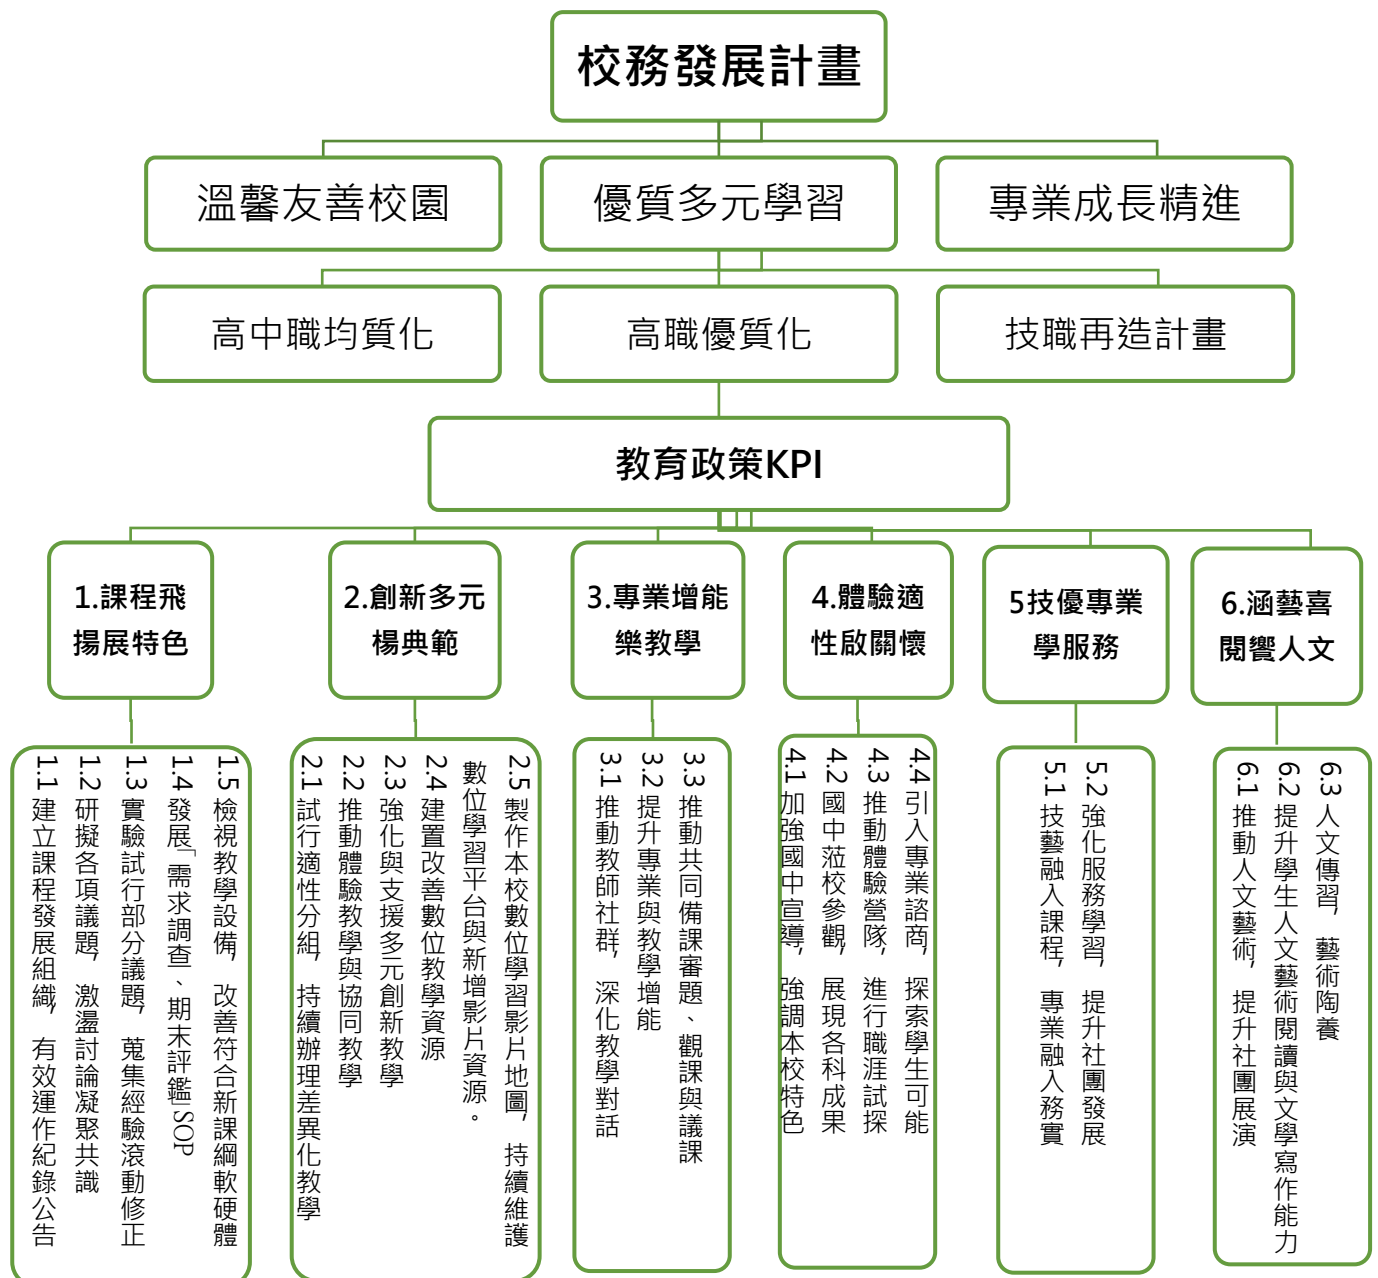 校務發展計畫
溫馨友善校園
優質多元學習
專業成長精進
高中職均質化
高職優質化
技職再造計畫
教育政策KPI
1.課程飛
揚展特色
2.創新多元
楊典範
3.專業增能
樂教學
4.體驗適
性啟關懷
5技優專業
學服務
6.涵藝喜
閱饗人文
1.5 檢視教學設備，改善符合新課綱軟硬體
1.4 發展「需求調查、期末評鑑」SOP
1.3 實驗試行部分議題，蒐集經驗滾動修正
1.2 研擬各項議題，激盪討論凝聚共識
1.1 建立課程發展組織，有效運作紀錄公告
2.5 製作本校數位學習影片地圖，持續維護
數位學習平台與新增影片資源。
2.4 建置改善數位教學資源
2.3 強化與支援多元創新教學
2.2 推動體驗教學與協同教學
2.1 試行適性分組，持續辦理差異化教學
3.3 推動共同備課審題、觀課與議課
3.2 提升專業與教學增能
3.1 推動教師社群，深化教學對話
4.4 引入專業諮商，探索學生可能
4.3 推動體驗營隊，進行職涯試探
4.2 國中蒞校參觀，展現各科成果
4.1 加強國中宣導，強調本校特色
5.2 強化服務學習，提升社團發展
5.1 技藝融入課程，專業融入務實
6.3 人文傳習，藝術陶養
6.2 提升學生人文藝術閱讀與文學寫作能力
6.1 推動人文藝術，提升社團展演